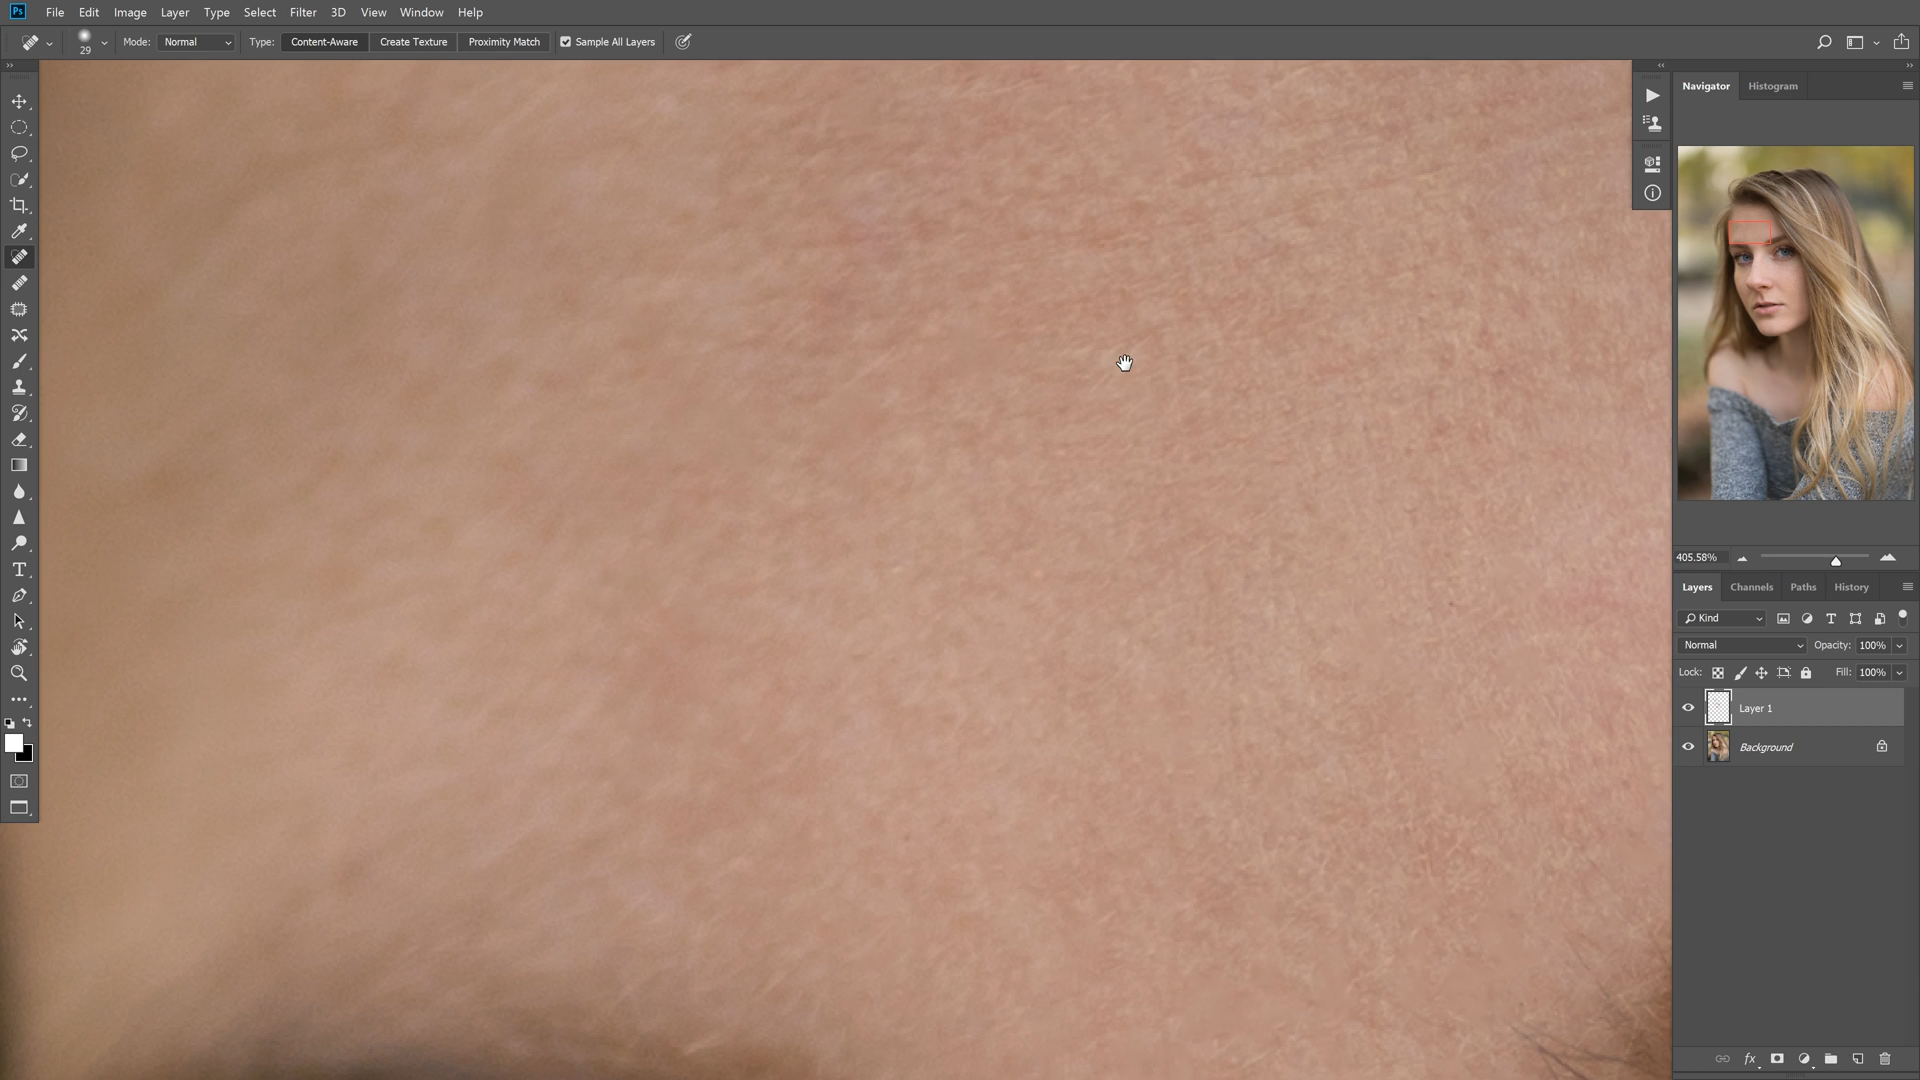 Ps File Edit Image Layer Type Select Filter 3D View Window Help
29 Mode: Normal Type: Content-Aware Create Texture Proximity Match Sample All Layers
Navigator Histogram
405.58%
Layers Channels Paths History
Kind
Normal Opacity: 100%
Lock: Fill: 100%
Layer 1
Background